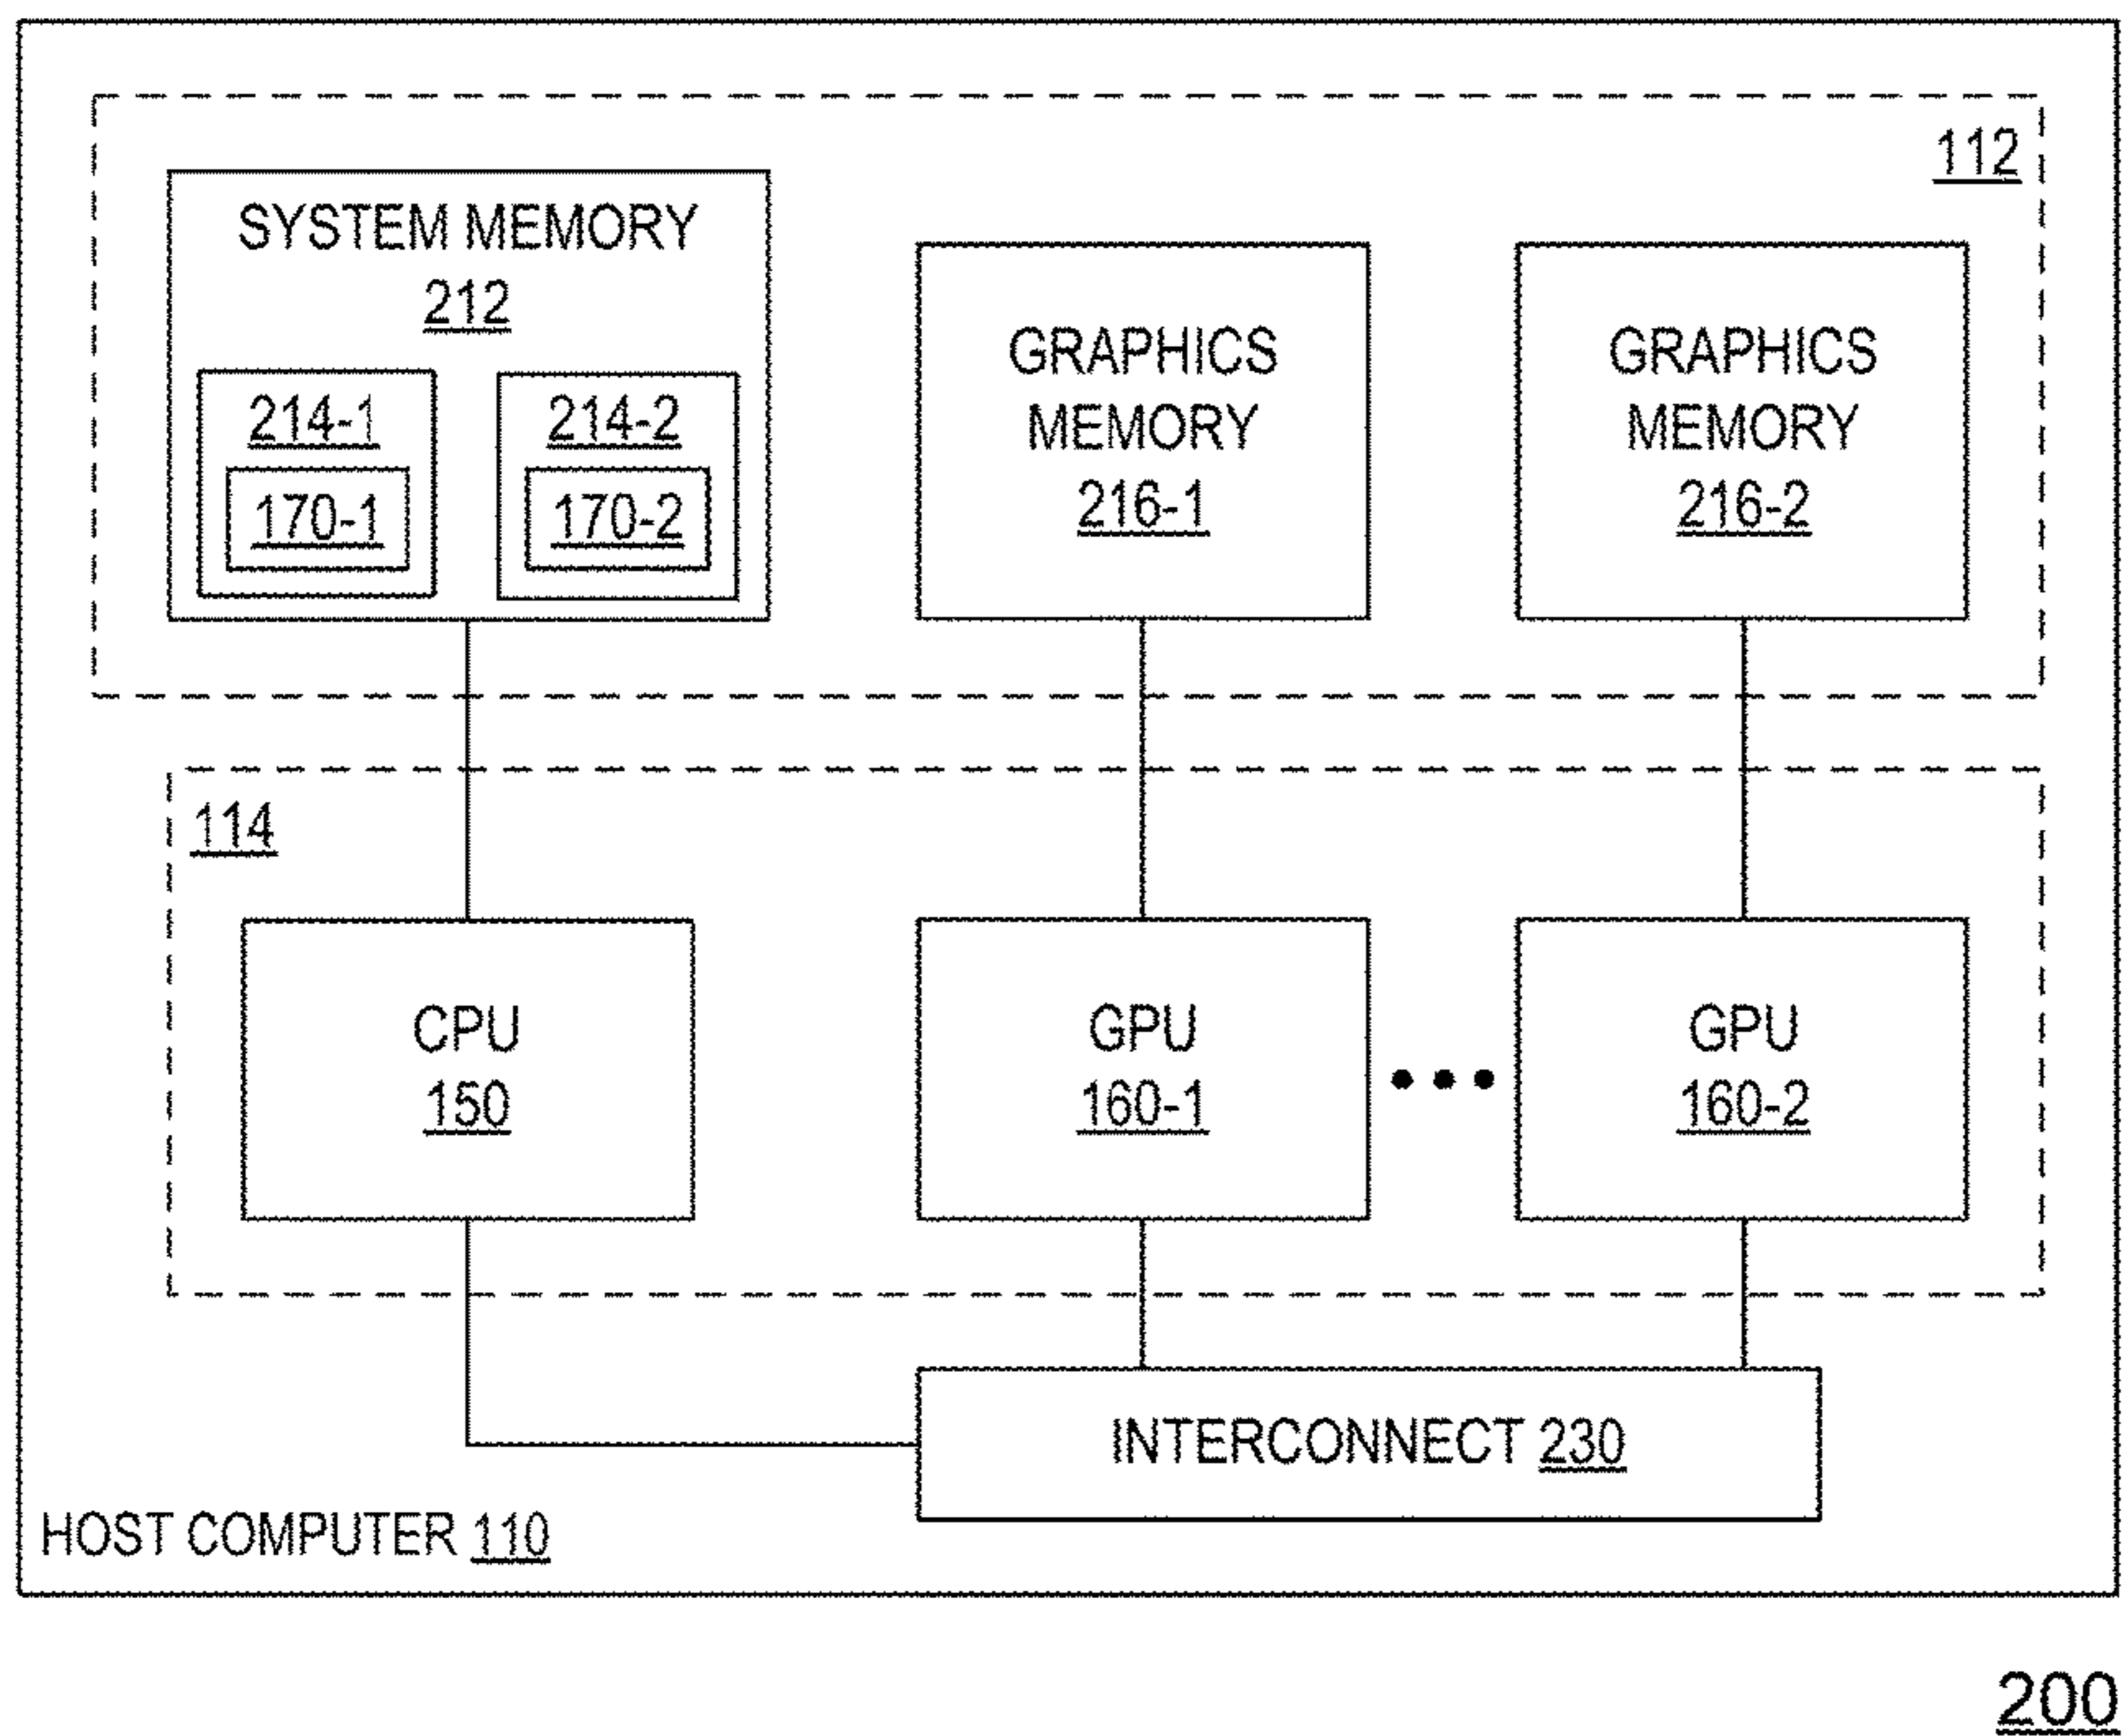 112
SYSTEM MEMORY
212
214-1
170-1
214-2
170-2
GRAPHICS
MEMORY
216-1
GRAPHICS
MEMORY
216-2
114
CPU
150
GPU
160-1
GPU
160-2
INTERCONNECT 230
HOST COMPUTER 110
200